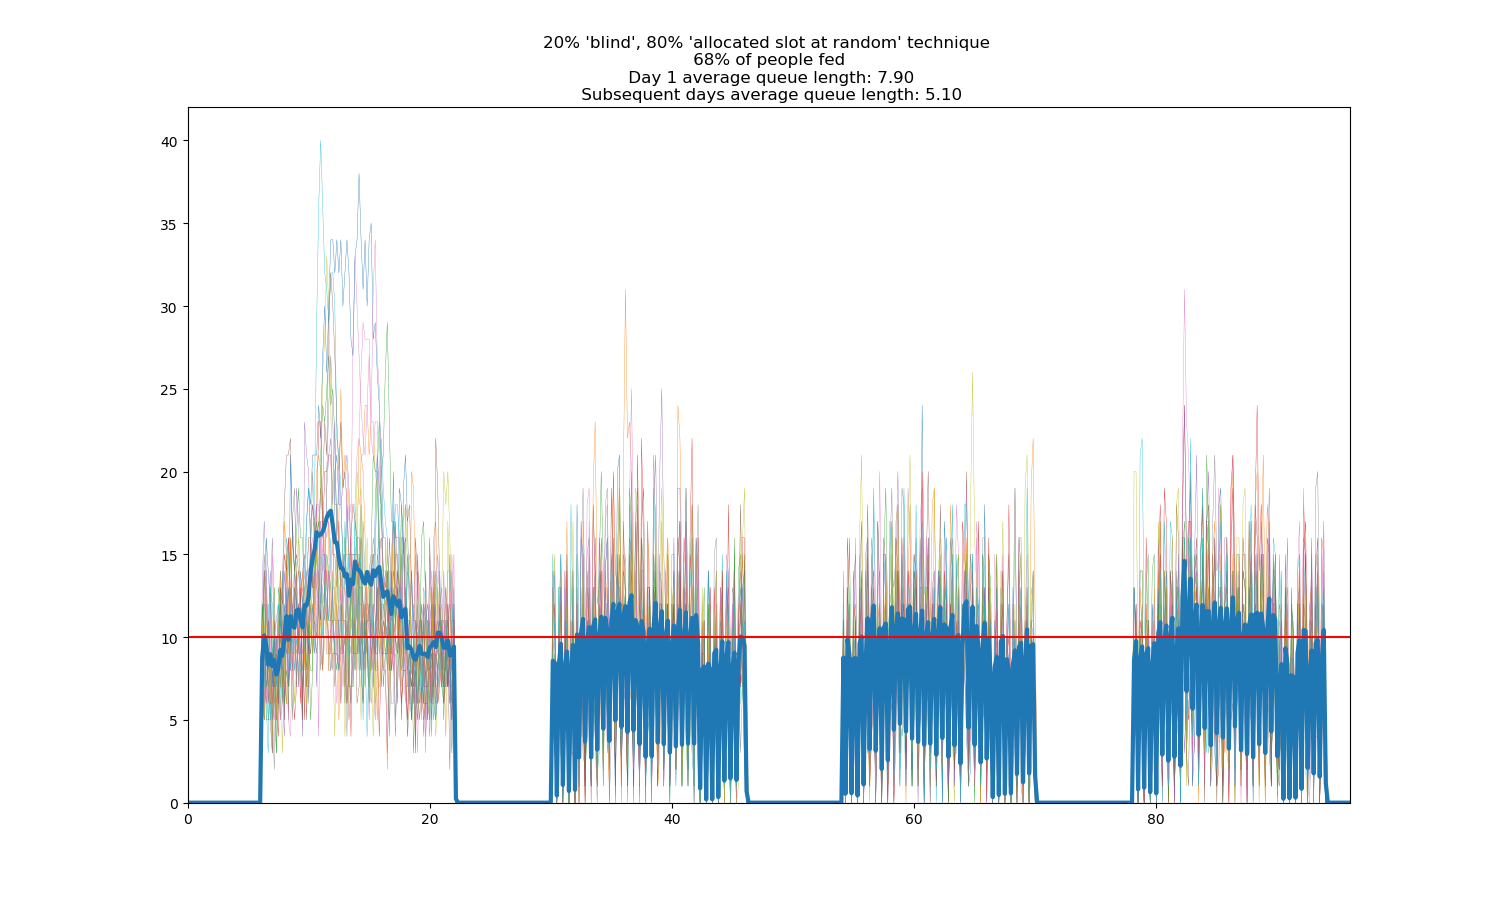 20% 'blind', 80% 'allocated slot at random' technique
68% of people fed
Day 1 average queue length: 7.90
Subsequent days average queue length: 5.10
40
35
30
25
20
15
10
5
0
0 20 40 60 80